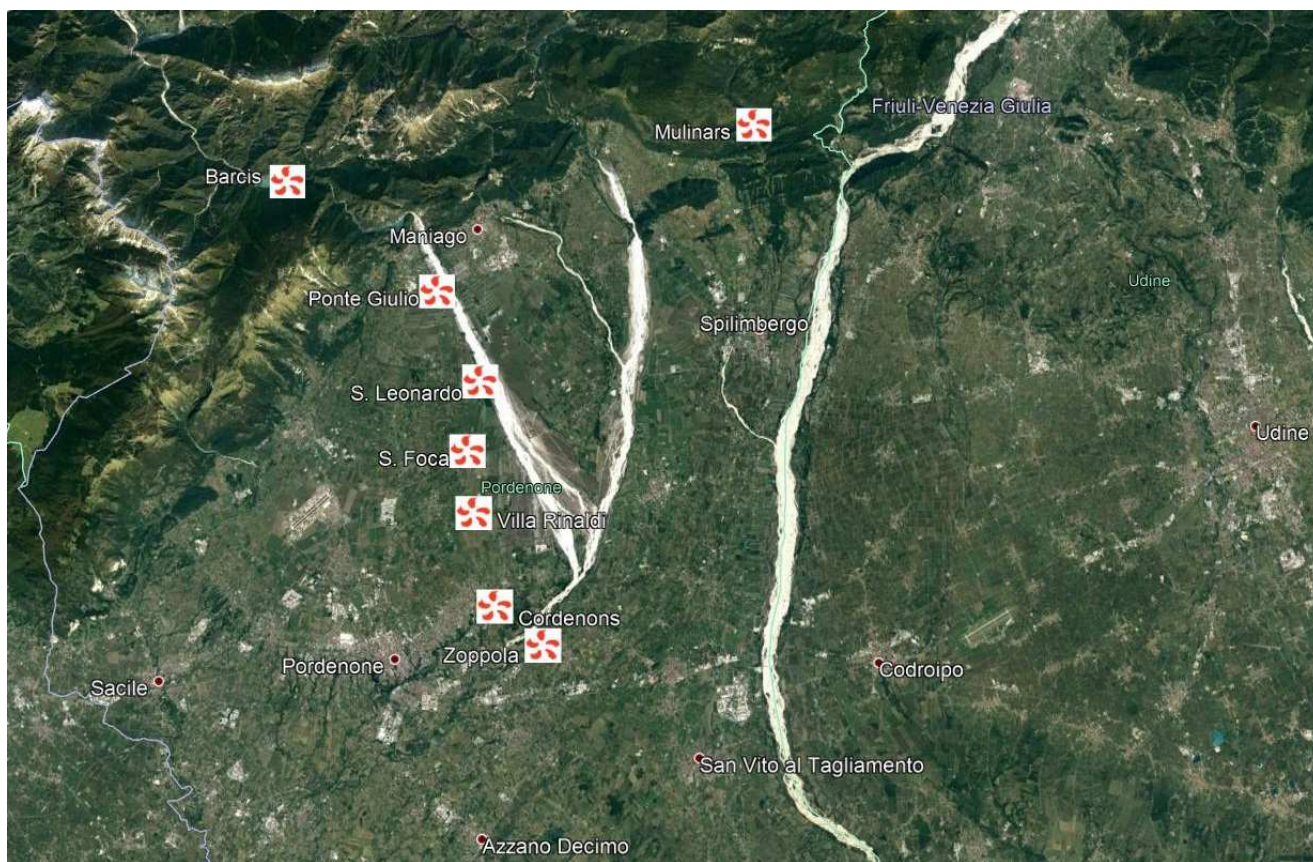 Friuli-Venezia Giulia
Mulinars
Barcis
Maniago
Ponte Giulio
Udine
Spilimbergo
S. Leonardo
Udine
S. Foca
Pordenone
Villa Rinaldi
Cordenons
Zoppola
Pordenone
Codroipo
Sacile
San Vito al Tagliamento
Azzano Decimo